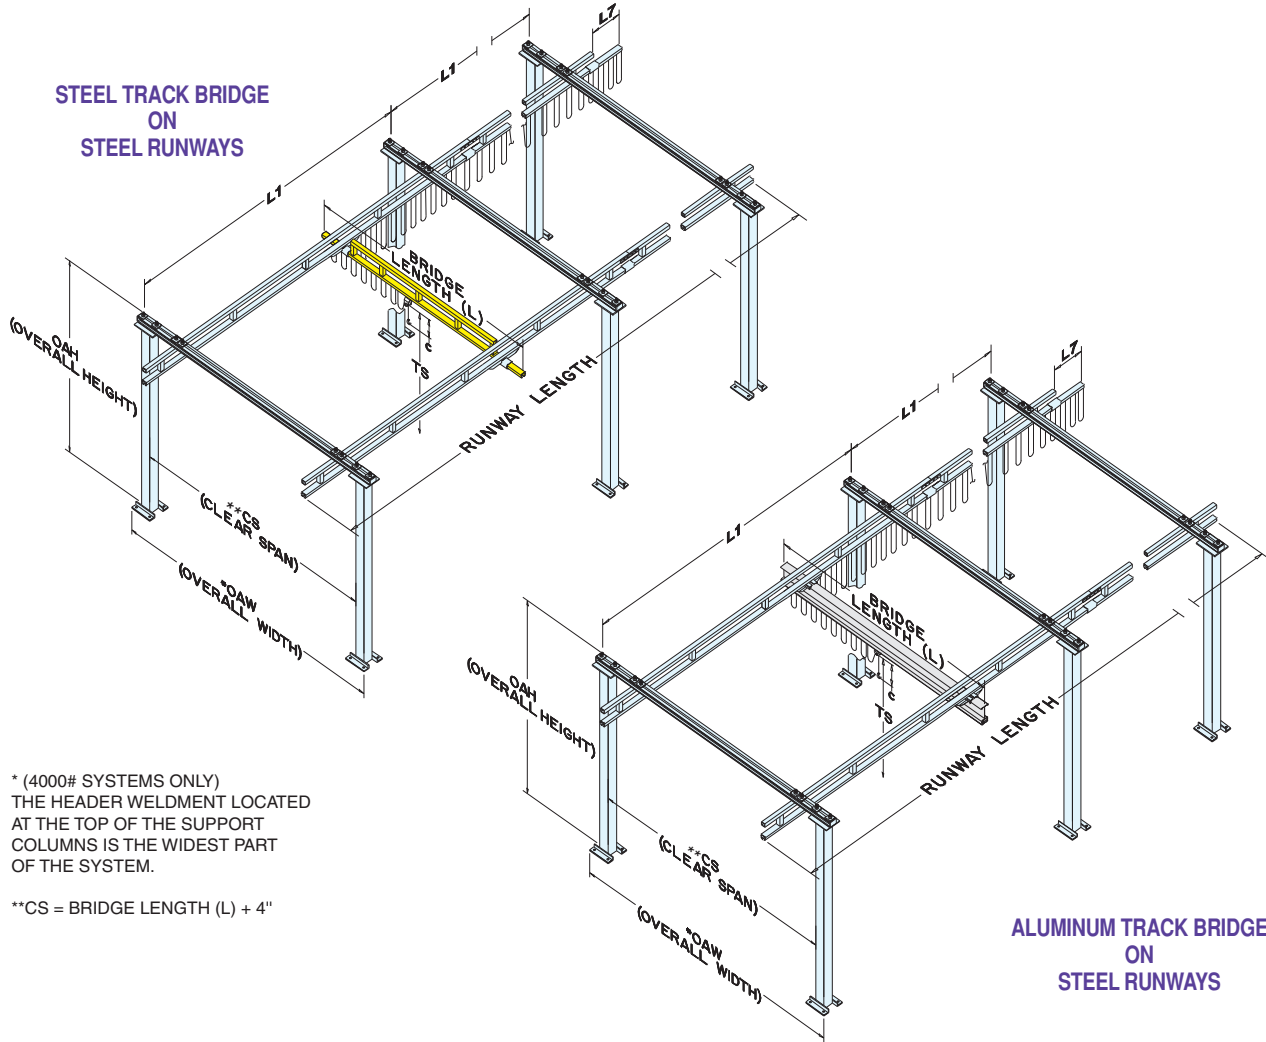 STEEL TRACK BRIDGE
ON
STEEL RUNWAYS
L1
L1
L7
BRIDGE
LENGTH (L)
C
TS
RUNWAY LENGTH
OAH
(OVERALL HEIGHT)
**CS
(CLEAR SPAN)
*OAW
(OVERALL WIDTH)
L1
L1
L7
BRIDGE
LENGTH (L)
C
TS
RUNWAY LENGTH
OAH
(OVERALL HEIGHT)
**CS
(CLEAR SPAN)
*OAW
(OVERALL WIDTH)
* (4000# SYSTEMS ONLY)
THE HEADER WELDMENT LOCATED
AT THE TOP OF THE SUPPORT
COLUMNS IS THE WIDEST PART
OF THE SYSTEM.
**CS = BRIDGE LENGTH (L) + 4"
ALUMINUM TRACK BRIDGE
ON
STEEL RUNWAYS